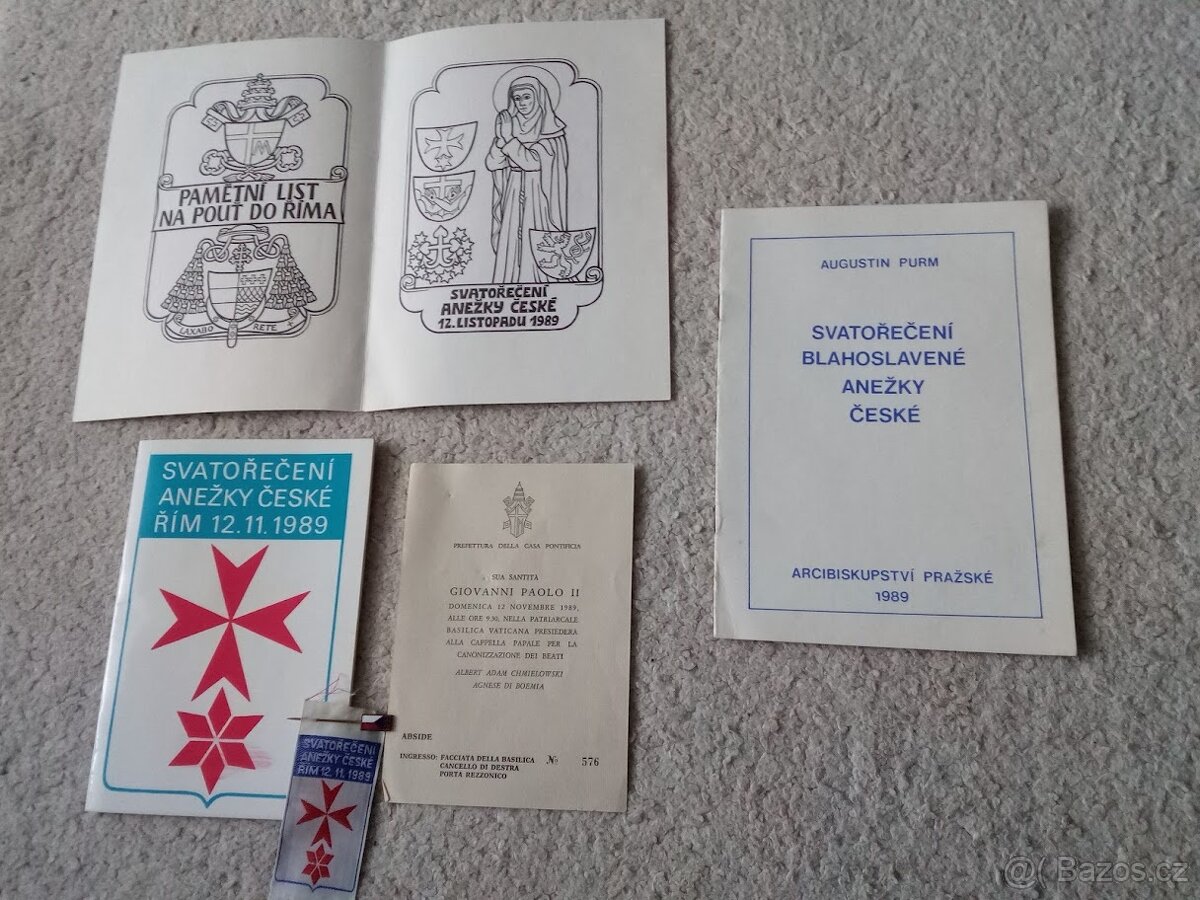 PAMĚTNÍ LIST
NA POUŤ DO ŘÍMA
LAXABO RETE
SVATOŘEČENÍ
ANEŽKY ČESKÉ
12. LISTOPADU 1989
AUGUSTIN PURM
SVATOŘEČENÍ
BLAHOSLAVENÉ
ANEŽKY
ČESKÉ
ARCIBISKUPSTVÍ PRAŽSKÉ
1989
SVATOŘEČENÍ
ANEŽKY ČESKÉ
ŘÍM 12.11.1989
PREFETTURA DELLA CASA PONTIFICIA
SUA SANTITÀ
GIOVANNI PAOLO II
DOMENICA 12 NOVEMBRE 1989,
ALLE ORE 9.30, NELLA PATRIARCALE
BASILICA VATICANA PRESIEDERÀ
ALLA CAPPELLA PAPALE PER LA
CANONIZZAZIONE DEI BEATI
ALBERT ADAM CHMIELOWSKI
AGNESE DI BOEMIA
ABSIDE
INGRESSO: FACCIATA DELLA BASILICA
CANCELLO DI DESTRA
PORTA REZZONICO
№ 576
SVATOŘEČENÍ
ANEŽKY ČESKÉ
ŘÍM 12.11.1989
@( Bazos.cz